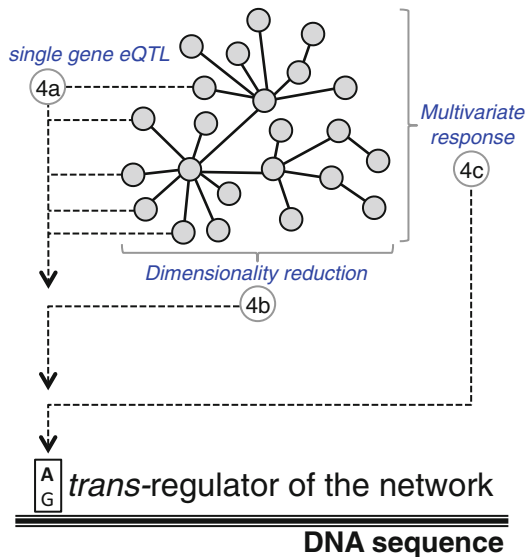 single gene eQTL
4a
Multivariate
response
4c
Dimensionality reduction
4b
A
G
trans-regulator of the network
DNA sequence